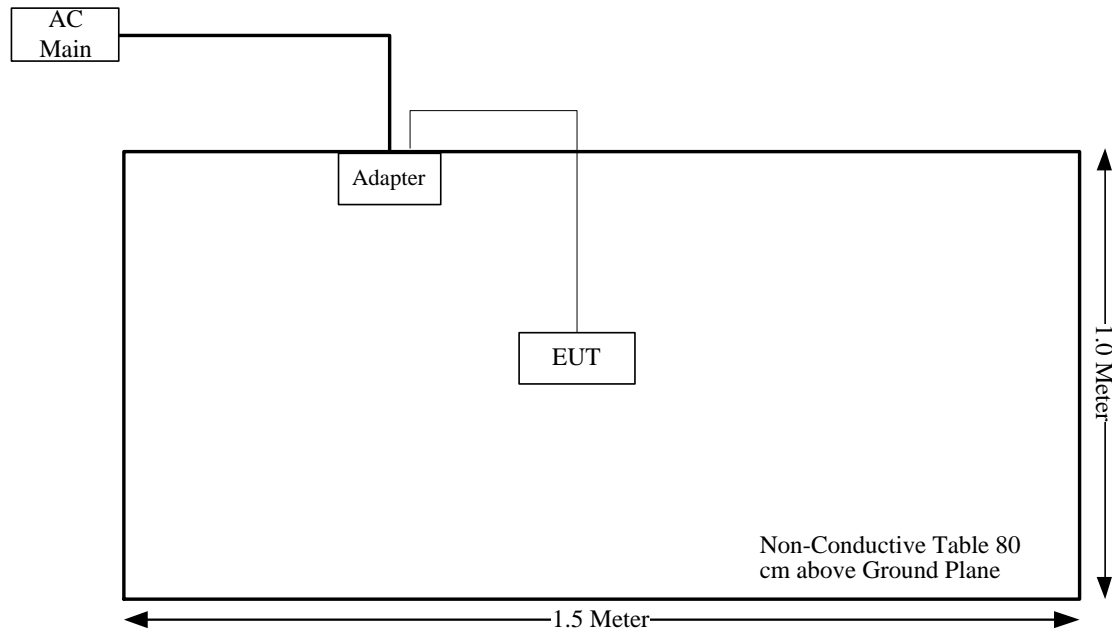 AC
Main
Adapter
EUT
1.0 Meter
Non-Conductive Table 80
cm above Ground Plane
1.5 Meter